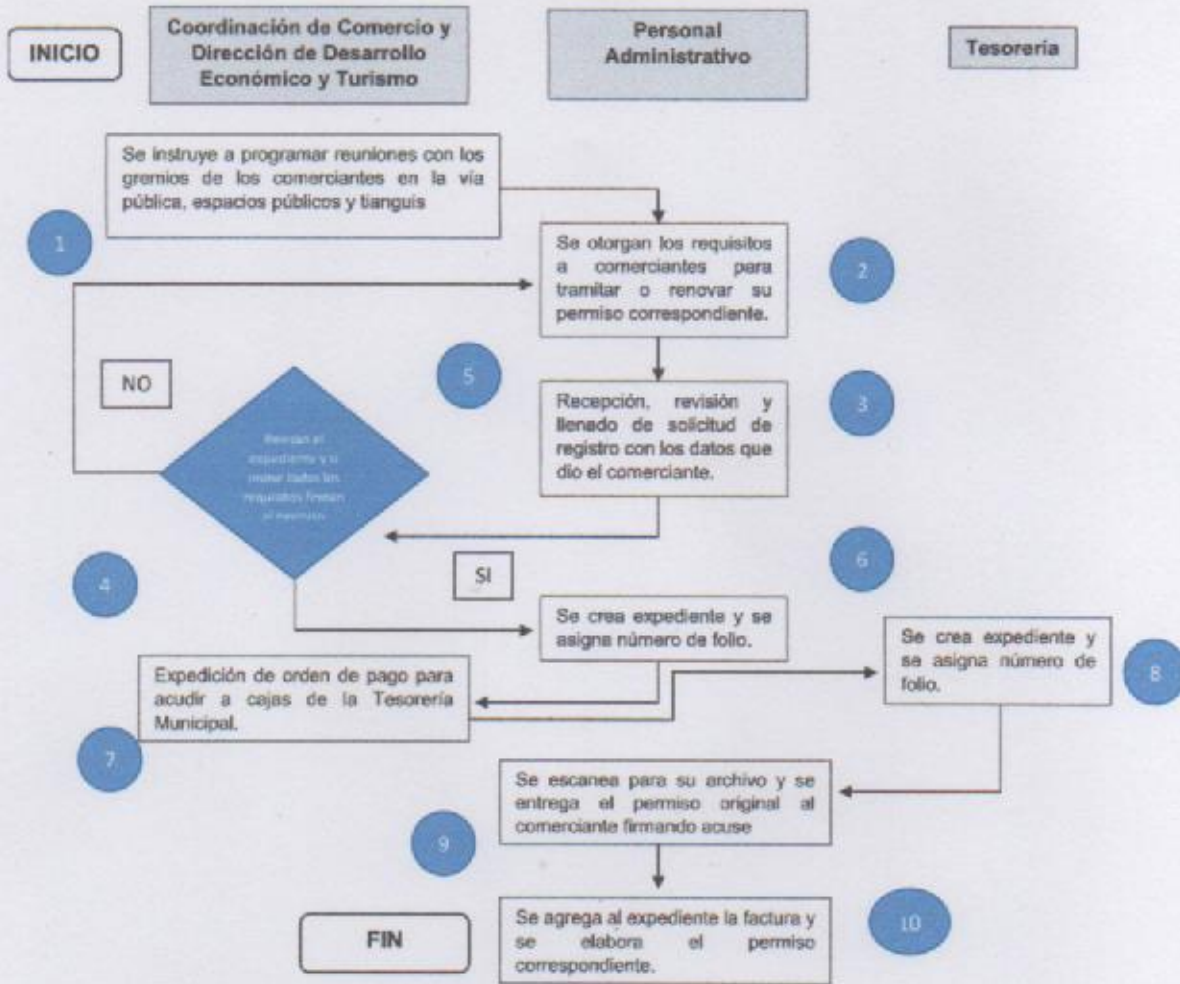 INICIO
Coordinación de Comercio y
Dirección de Desarrollo
Económico y Turismo
Personal
Administrativo
Tesorería
Se instruye a programar reuniones con los
gremios de los comerciantes en la vía
pública, espacios públicos y tianguis
1
Se otorgan los requisitos
a comerciantes para
tramitar o renovar su
permiso correspondiente.
2
NO
5
Recepción, revisión y
llenado de solicitud de
registro con los datos que
dio el comerciante.
3
expediente y si
requisitos
4
SI
6
Se crea expediente y se
asigna número de folio.
Se crea expediente y
se asigna número de
folio.
8
Expedición de orden de pago para
acudir a cajas de la Tesorería
Municipal.
7
Se escanea para su archivo y se
entrega el permiso original al
comerciante firmando acuse
9
Se agrega al expediente la factura y
se elabora el permiso
correspondiente.
10
FIN